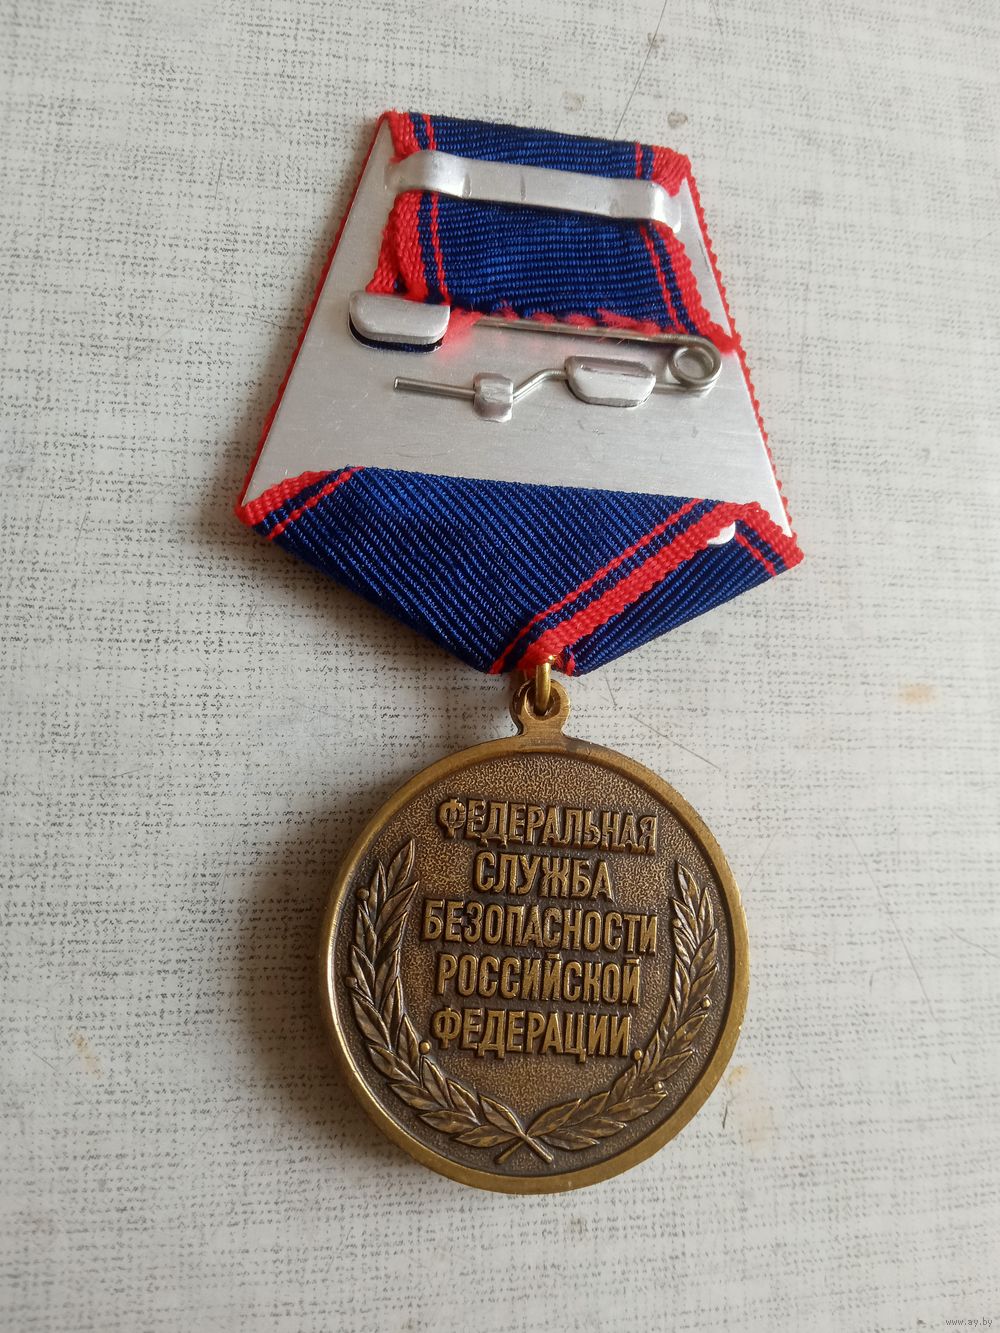 ФЕДЕРАЛЬНАЯ
СЛУЖБА
БЕЗОПАСНОСТИ
РОССИЙСКОЙ
ФЕДЕРАЦИИ
www.ay.by